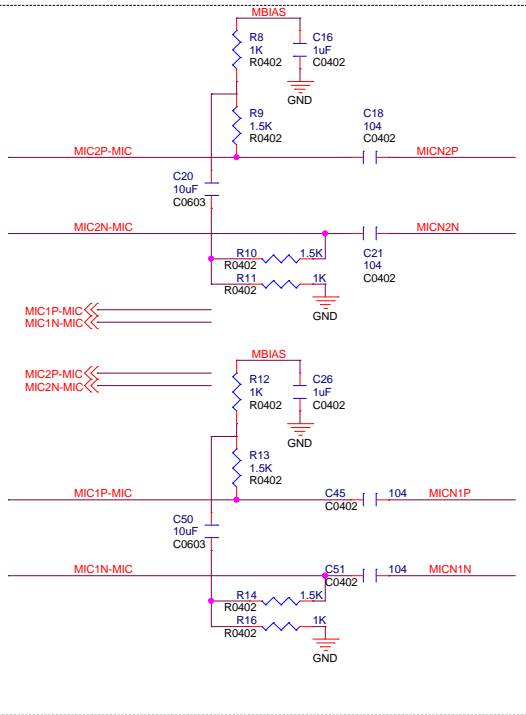 MBIAS
R8
1K
R0402
C16
1uF
C0402
GND
R9
1.5K
R0402
C18
104
C0402
MIC2P-MIC
MICN2P
C20
10uF
C0603
MIC2N-MIC
MICN2N
R10
1.5K
R0402
C21
104
C0402
R11
1K
R0402
GND
MIC1P-MIC
MIC1N-MIC
MBIAS
MIC2P-MIC
MIC2N-MIC
R12
1K
R0402
C26
1uF
C0402
GND
R13
1.5K
R0402
MIC1P-MIC
C45
104
MICN1P
C0402
C50
10uF
C0603
MIC1N-MIC
C51
104
MICN1N
C0402
R14
1.5K
R0402
R16
1K
R0402
GND